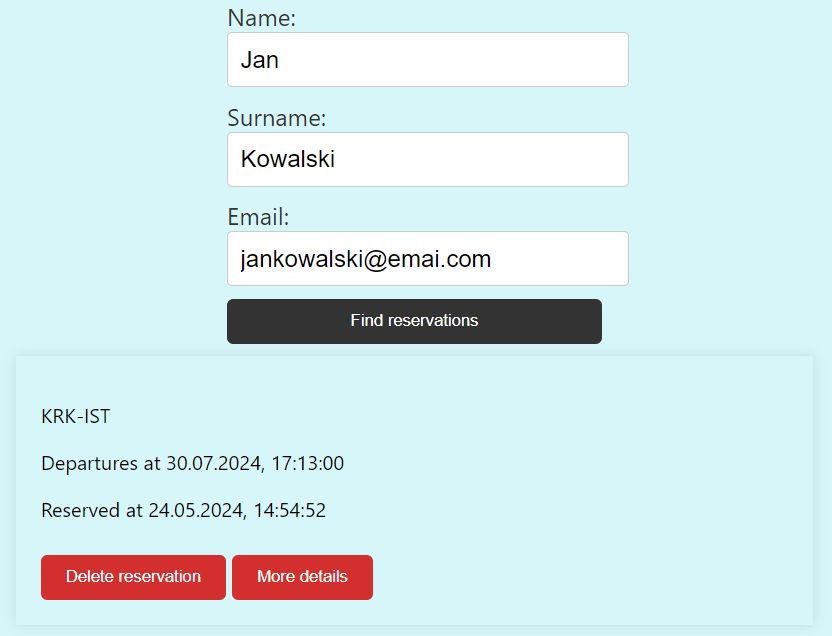 Name:
Jan
Surname:
Kowalski
Email:
jankowalski@emai.com
Find reservations
KRK-IST
Departures at 30.07.2024, 17:13:00
Reserved at 24.05.2024, 14:54:52
Delete reservation More details